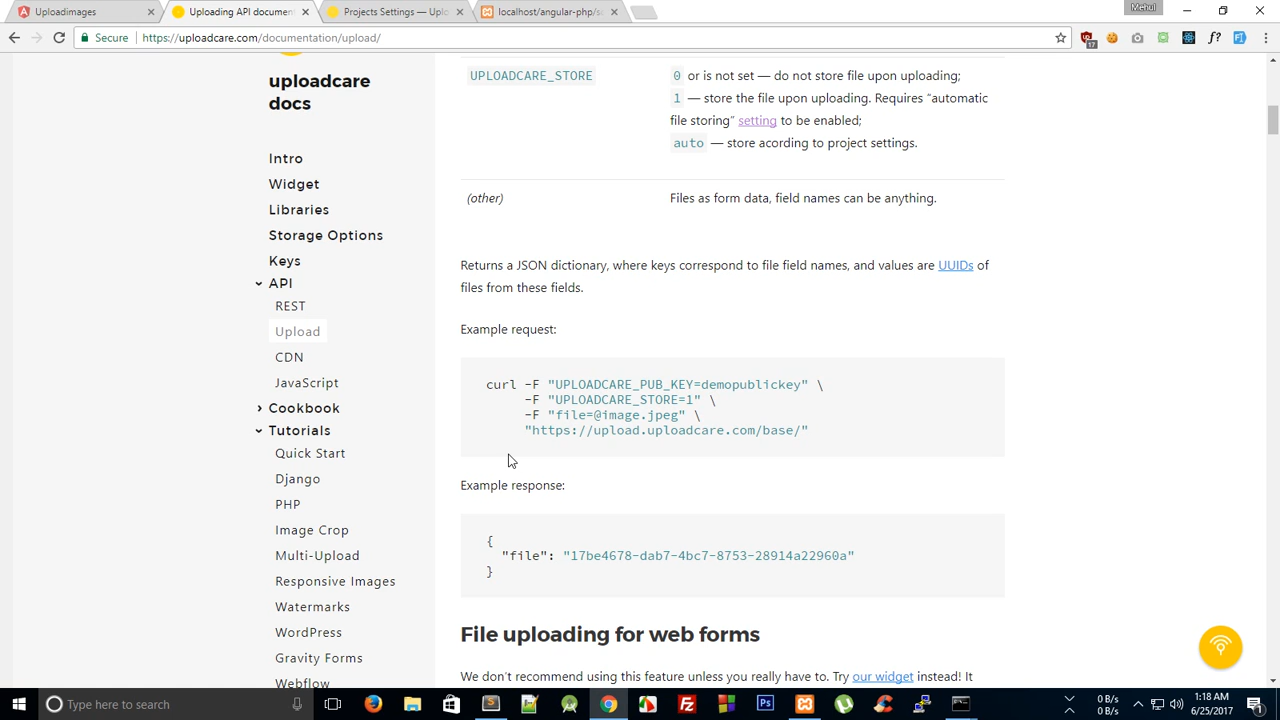 Uploadimages
Uploading API document
Projects Settings — Uplo
localhost/angular-php/se
Mehul
Secure
https://uploadcare.com/documentation/upload/
17
uploadcare
docs
Intro
Widget
Libraries
Storage Options
Keys
API
REST
Upload
CDN
JavaScript
Cookbook
Tutorials
Quick Start
Django
PHP
Image Crop
Multi-Upload
Responsive Images
Watermarks
WordPress
Gravity Forms
Webflow
UPLOADCARE_STORE
0 or is not set — do not store file upon uploading;
1 — store the file upon uploading. Requires “automatic
file storing” setting to be enabled;
auto — store acording to project settings.
(other)
Files as form data, field names can be anything.
Returns a JSON dictionary, where keys correspond to file field names, and values are UUIDs of
files from these fields.
Example request:
curl -F "UPLOADCARE_PUB_KEY=demopublickey" \
-F "UPLOADCARE_STORE=1" \
-F "file=@image.jpeg" \
"https://upload.uploadcare.com/base/"
Example response:
{
"file": "17be4678-dab7-4bc7-8753-28914a22960a"
}
File uploading for web forms
We don't recommend using this feature unless you really have to. Try our widget instead! It
Type here to search
0 B/s
0 B/s
1:18 AM
6/25/2017